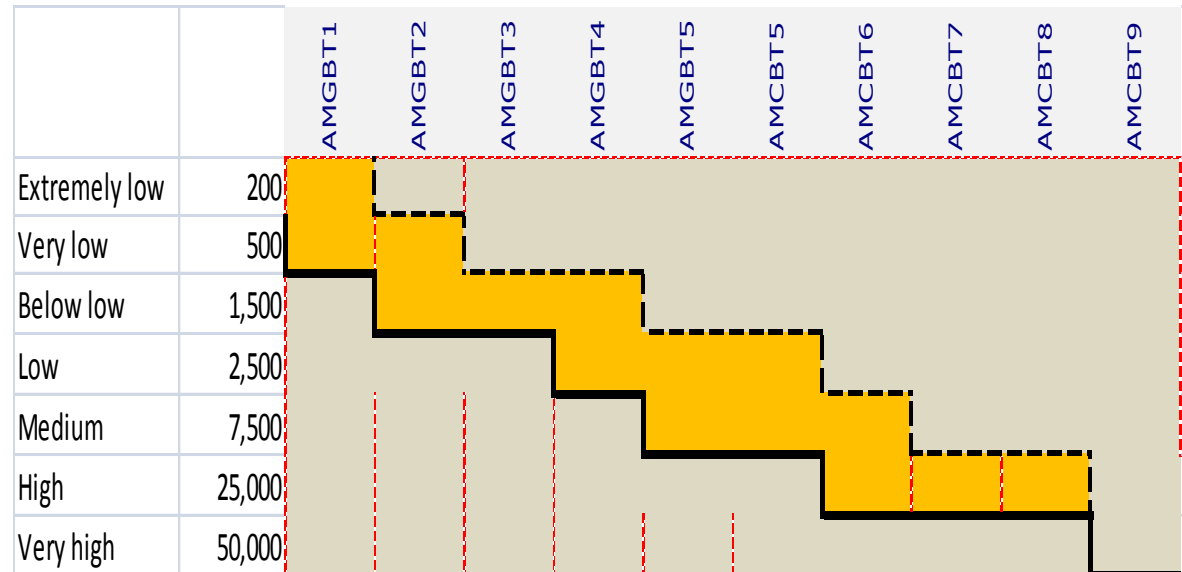 AMGBT1 AMGBT2 AMGBT3 AMGBT4 AMGBT5 AMCBT5 AMCBT6 AMCBT7 AMCBT8 AMCBT9
Extremely low 200
Very low 500
Below low 1,500
Low 2,500
Medium 7,500
High 25,000
Very high 50,000